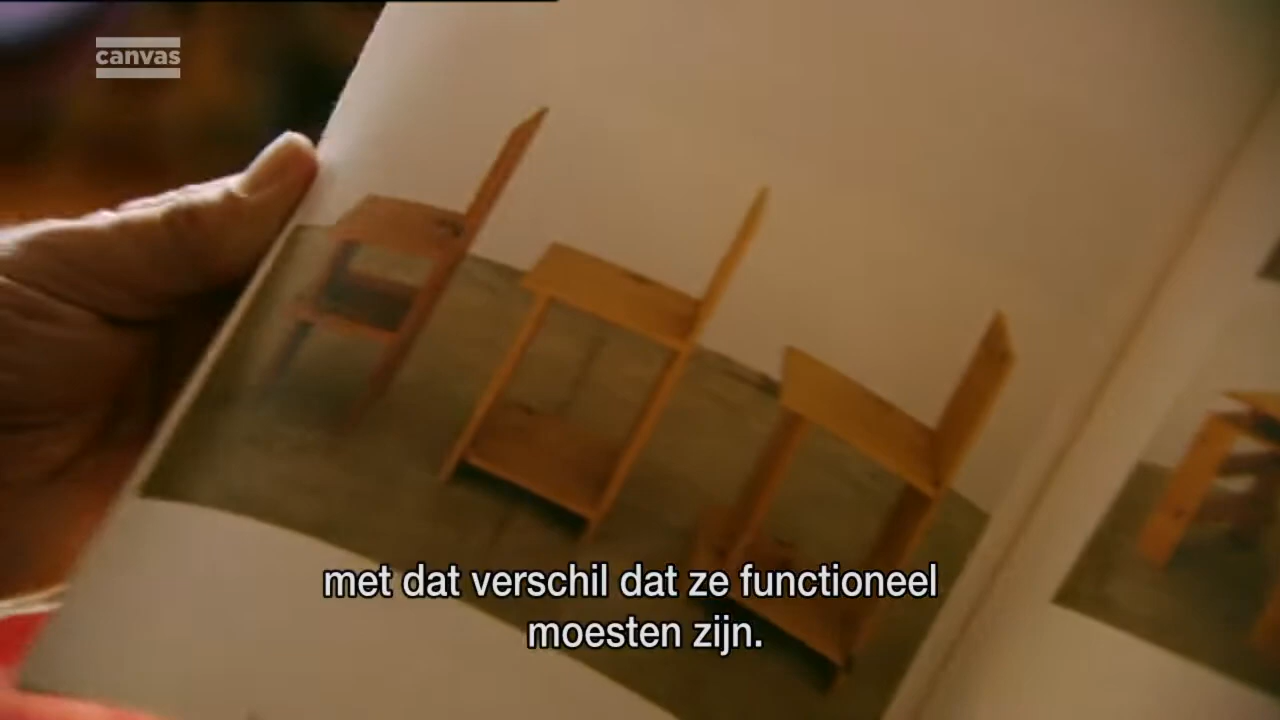 canvas
met dat verschil dat ze functioneel
moesten zijn.